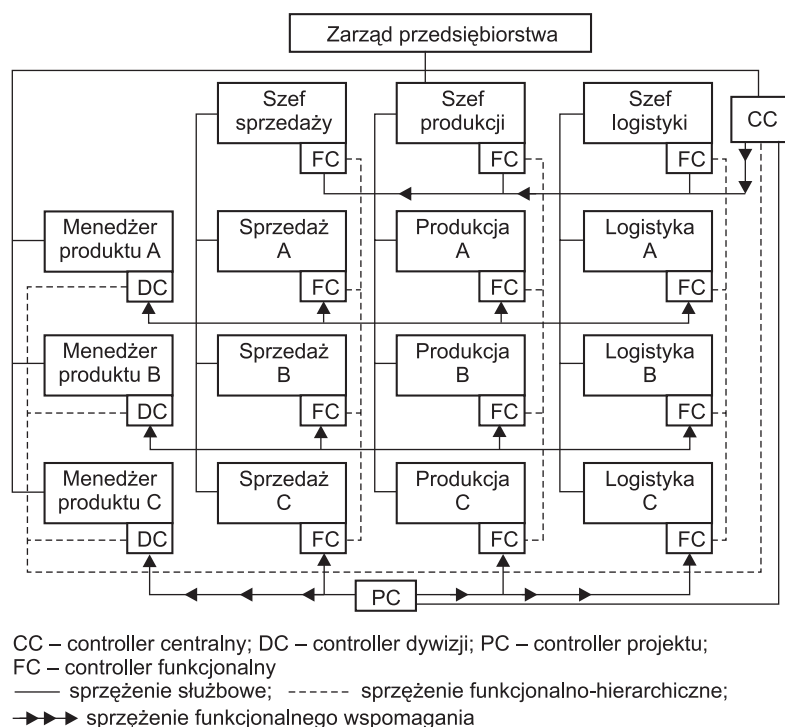 Zarząd przedsiębiorstwa
Szef
sprzedaży
FC
Szef
produkcji
FC
Szef
logistyki
FC
CC
Menedżer
produktu A
DC
Sprzedaż
A
FC
Produkcja
A
FC
Logistyka
A
FC
Menedżer
produktu B
DC
Sprzedaż
B
FC
Produkcja
B
FC
Logistyka
B
FC
Menedżer
produktu C
DC
Sprzedaż
C
FC
Produkcja
C
FC
Logistyka
C
FC
PC
CC – controller centralny; DC – controller dywizji; PC – controller projektu;
FC – controller funkcjonalny
sprzężenie służbowe; sprzężenie funkcjonalno-hierarchiczne;
sprzężenie funkcjonalnego wspomagania